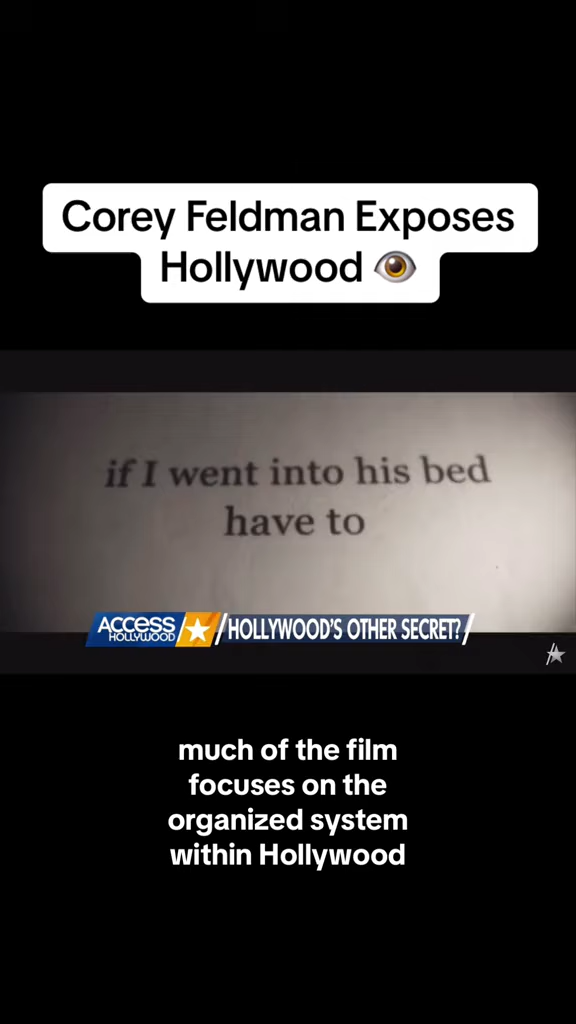 Corey Feldman Exposes
Hollywood 👁️
if I went into his bed
have to
ACCESS
HOLLYWOOD
HOLLYWOOD'S OTHER SECRET?
much of the film
focuses on the
organized system
within Hollywood